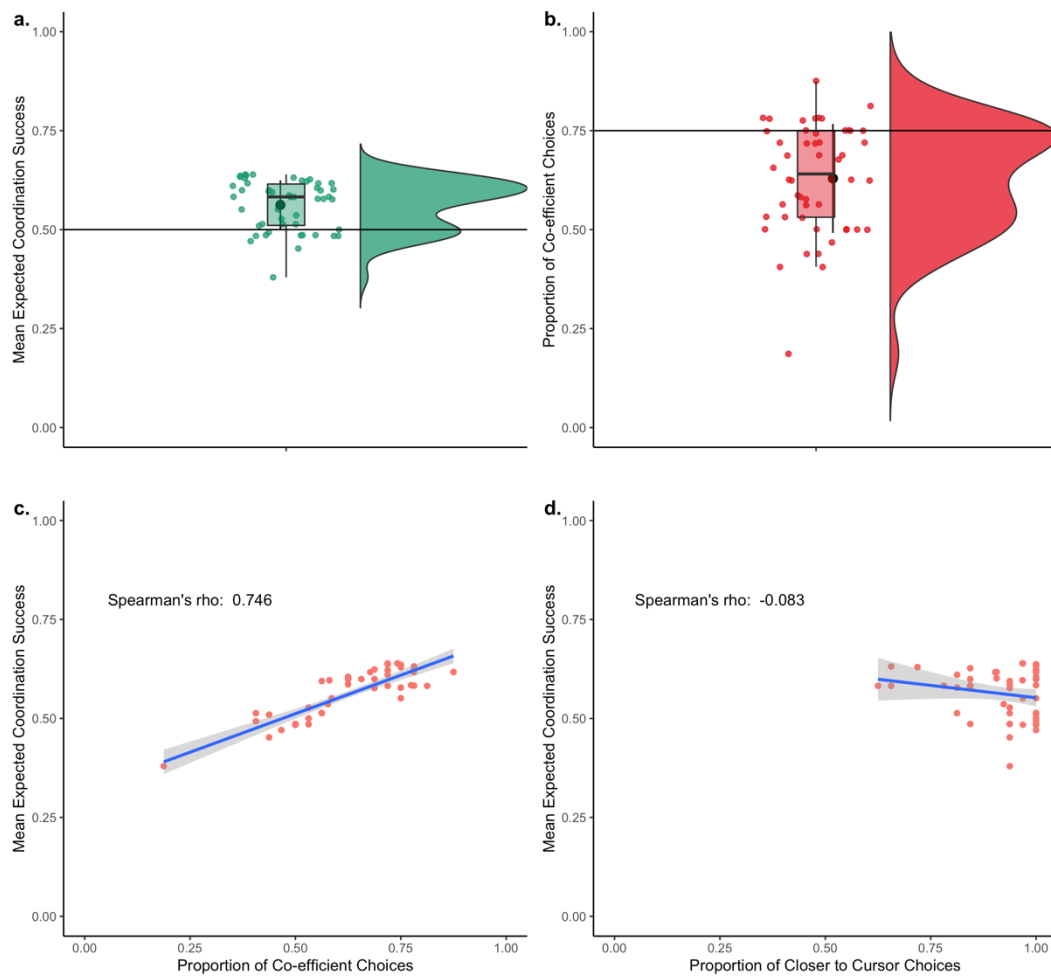 a.
1.00
0.75
0.50
0.25
0.00
Mean Expected Coordination Success
b.
1.00
0.75
0.50
0.25
0.00
Proportion of Co-efficient Choices
c.
1.00
0.75
0.50
0.25
0.00
Mean Expected Coordination Success
Spearman's rho: 0.746
0.00 0.50 0.75 1.00
Proportion of Co-efficient Choices
d.
1.00
0.75
0.50
0.25
0.00
Mean Expected Coordination Success
Spearman's rho: -0.083
0.00 0.50 0.75 1.00
Proportion of Closer to Cursor Choices